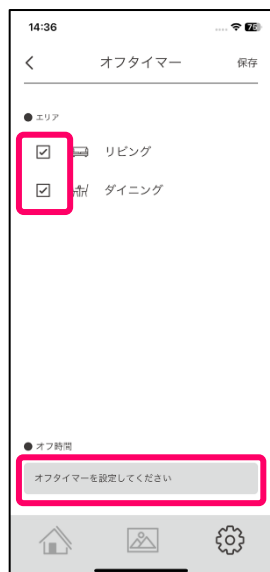 14:36
75
オフタイマー
保存
● エリア
リビング
ダイニング
● オフ時間
オフタイマーを設定してください